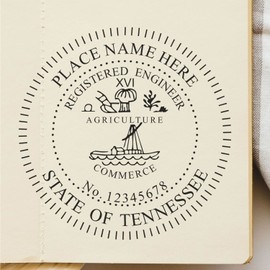 PLACE NAME HERE
REGISTERED ENGINEER
XVI
AGRICULTURE
COMMERCE
No. 12345678
STATE OF TENNESSEE